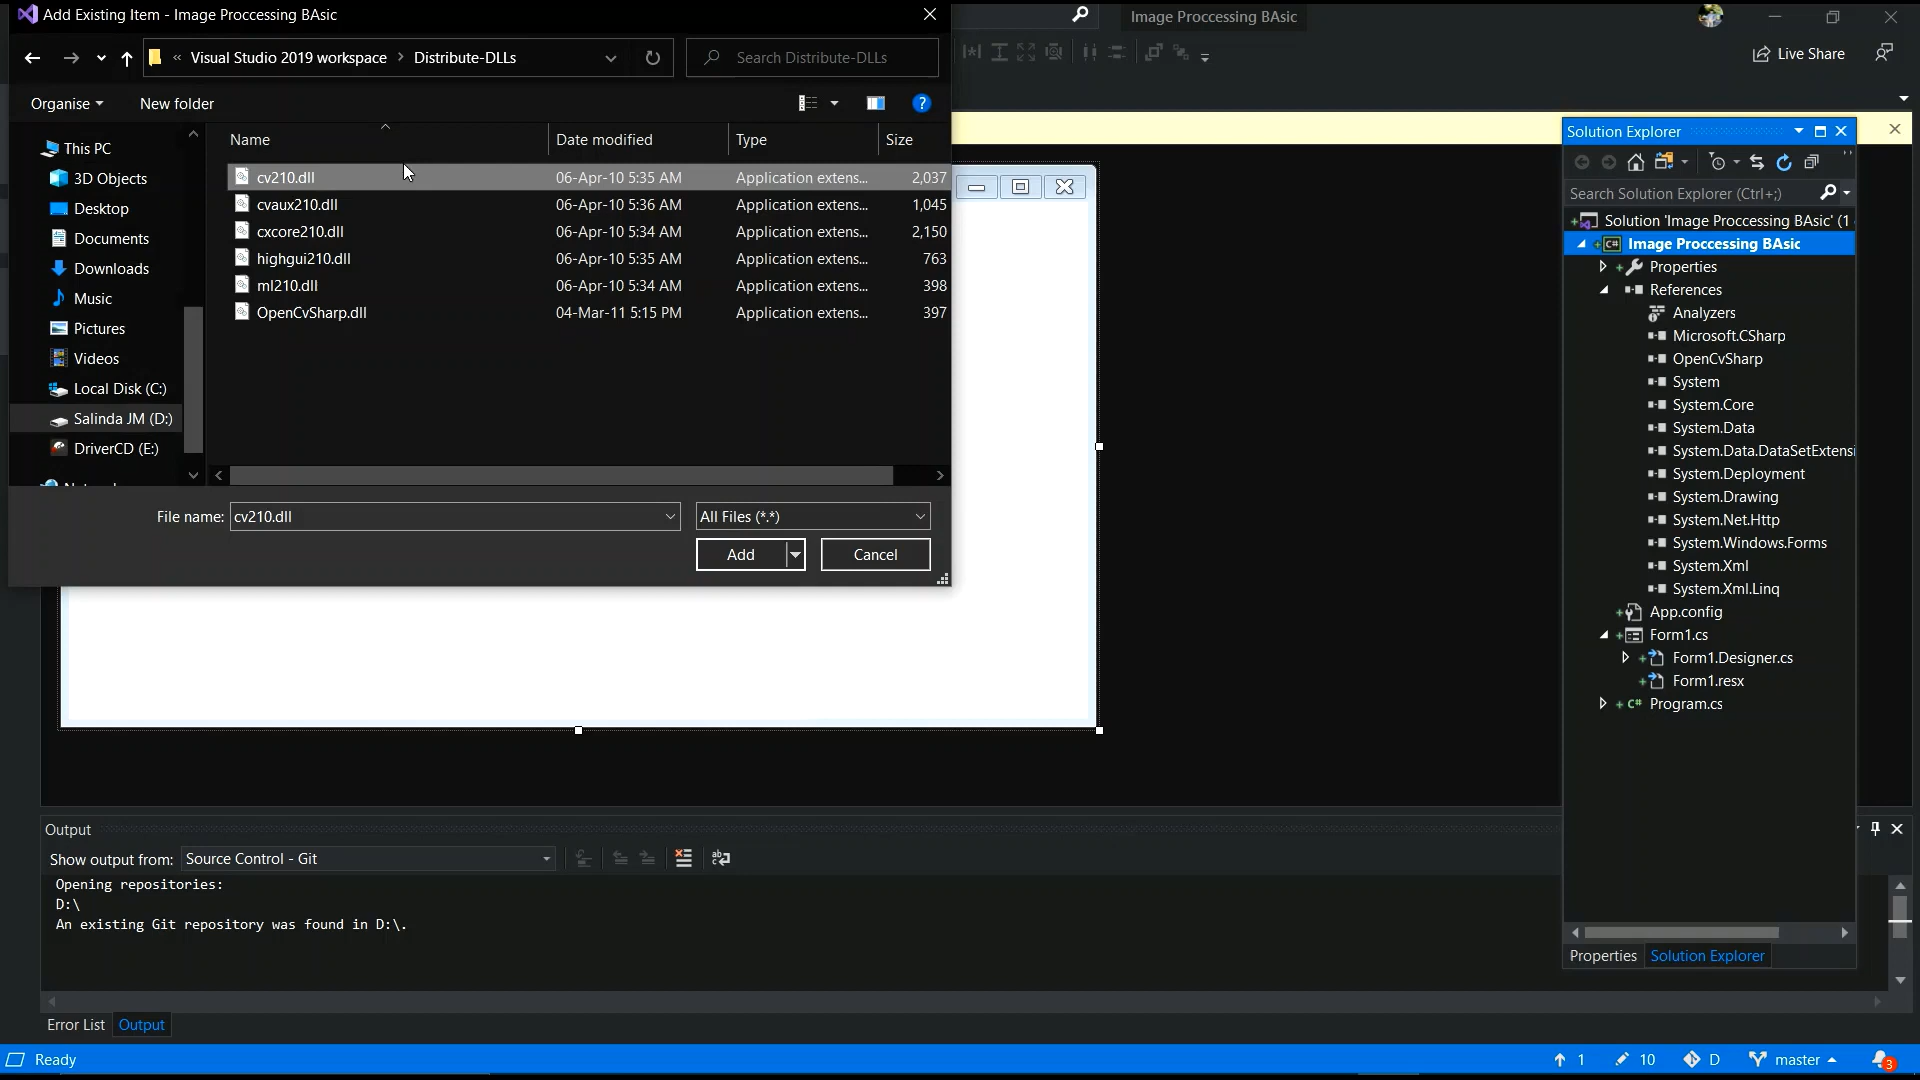 Add Existing Item - Image Proccessing BAsic
Image Proccessing BAsic
« Visual Studio 2019 workspace > Distribute-DLLs
Search Distribute-DLLs
Live Share
Organise
New folder
Name
Date modified
Type
Size
This PC
3D Objects
Desktop
Documents
Downloads
Music
Pictures
Videos
Local Disk (C:)
Salinda JM (D:)
DriverCD (E:)
cv210.dll 06-Apr-10 5:35 AM Application extens... 2,037
cvaux210.dll 06-Apr-10 5:36 AM Application extens... 1,045
cxcore210.dll 06-Apr-10 5:34 AM Application extens... 2,150
highgui210.dll 06-Apr-10 5:35 AM Application extens... 763
ml210.dll 06-Apr-10 5:34 AM Application extens... 398
OpenCvSharp.dll 04-Mar-11 5:15 PM Application extens... 397
File name: cv210.dll
All Files (*.*)
Add
Cancel
Solution Explorer
Search Solution Explorer (Ctrl+;)
Solution 'Image Proccessing BAsic' (1
C# Image Proccessing BAsic
Properties
References
Analyzers
Microsoft.CSharp
OpenCvSharp
System
System.Core
System.Data
System.Data.DataSetExtensi
System.Deployment
System.Drawing
System.Net.Http
System.Windows.Forms
System.Xml
System.Xml.Linq
App.config
Form1.cs
Form1.Designer.cs
Form1.resx
C# Program.cs
Properties
Solution Explorer
Output
Show output from: Source Control - Git
Opening repositories:
D:\
An existing Git repository was found in D:\.
Error List
Output
Ready
1
10
D
master
3